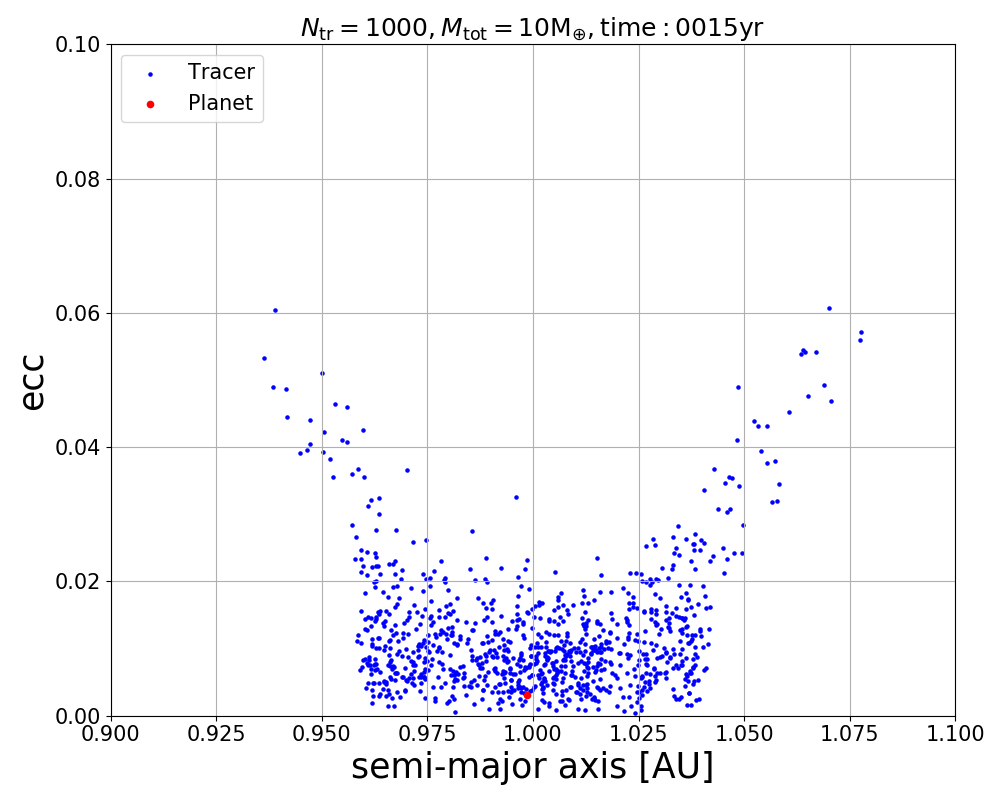 N_tr = 1000, M_tot = 10M_⊕, time : 0015yr
Tracer
Planet
ecc
0.10
0.08
0.06
0.04
0.02
0.00
0.900 0.925 0.950 0.975 1.000 1.025 1.050 1.075 1.100
semi-major axis [AU]